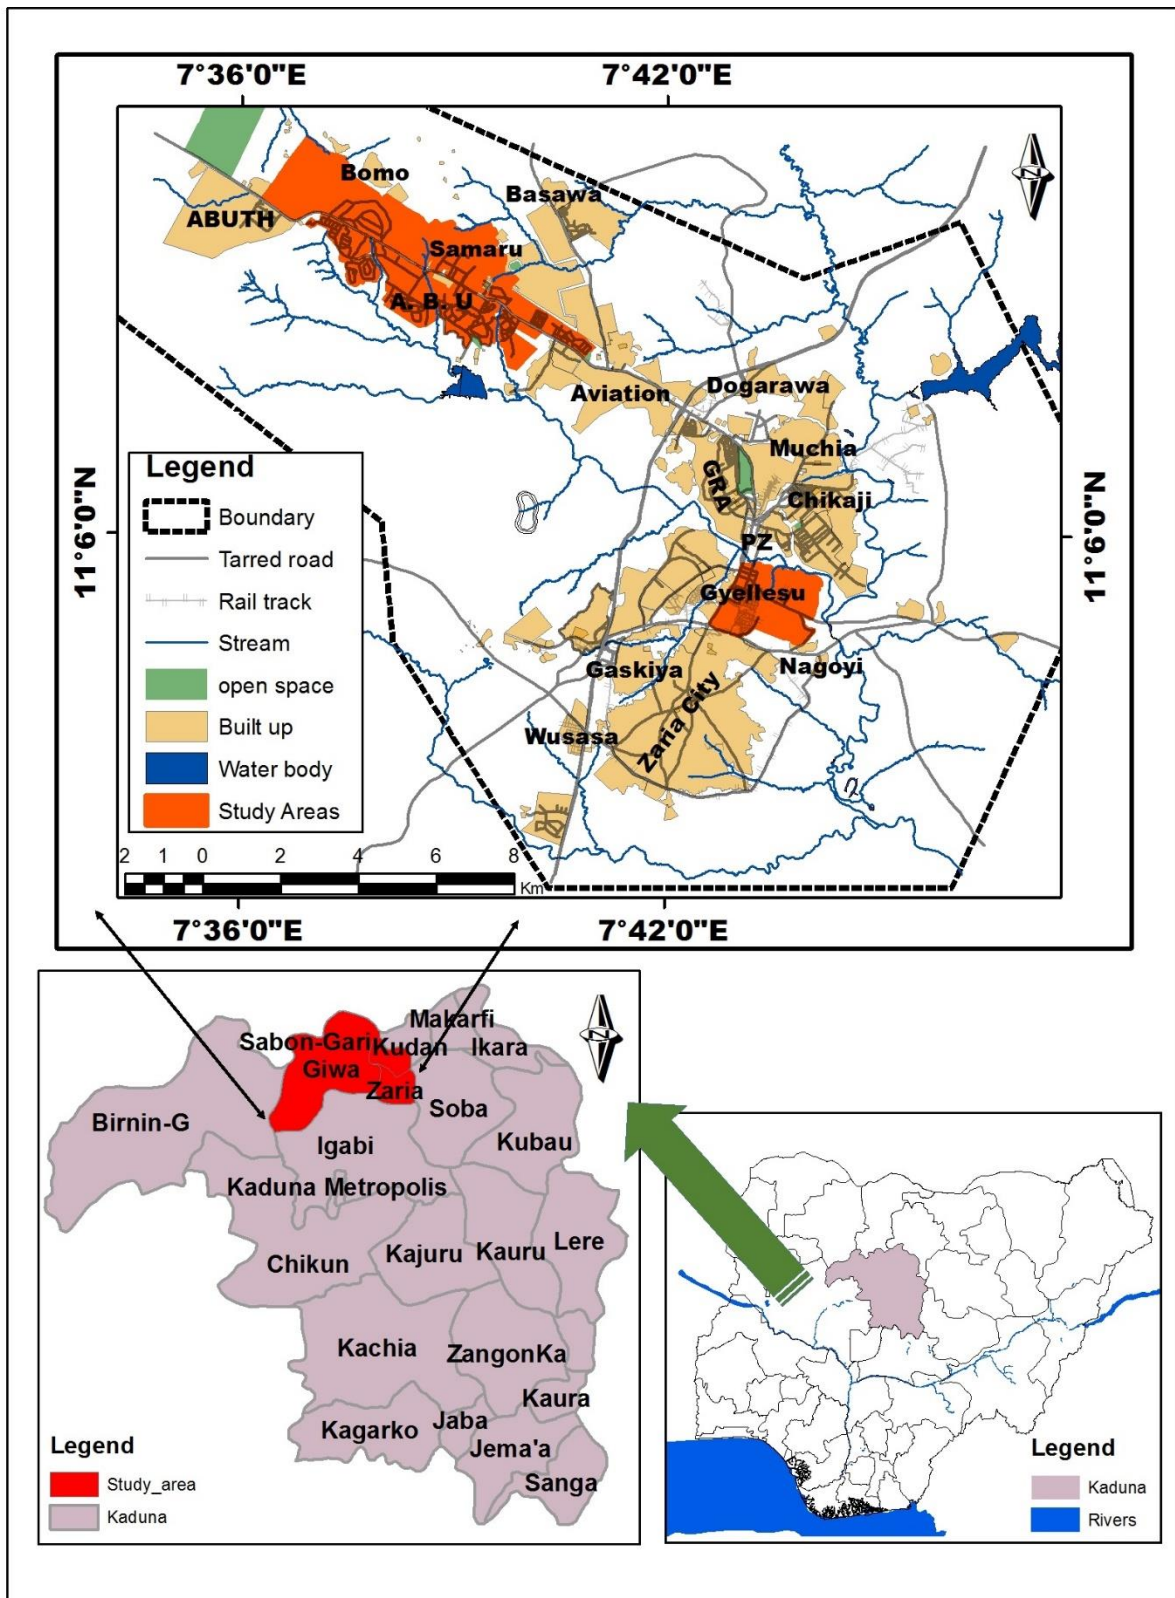 7°36'0"E
7°42'0"E
N
Bomo
Basawa
ABUTH
Samaru
A. B. U
Aviation
Dogarawa
Muchia
GRA
Chikaji
PZ
Gyellesu
Gaskiya
Nagoyi
Zaria City
Wusasa
11°6'0"N
11°6'0"N
Legend
Boundary
Tarred road
Rail track
Stream
open space
Built up
Water body
Study Areas
2 1 0 2 4 6 8
Km
7°36'0"E
7°42'0"E
N
Makarfi
Sabon-Gari
Kudan
Ikara
Giwa
Zaria
Soba
Birnin-G
Igabi
Kubau
Kaduna Metropolis
Chikun
Kajuru
Kauru
Lere
Kachia
ZangonKa
Kaura
Kagarko
Jaba
Jema'a
Sanga
Legend
Study_area
Kaduna
Legend
Kaduna
Rivers